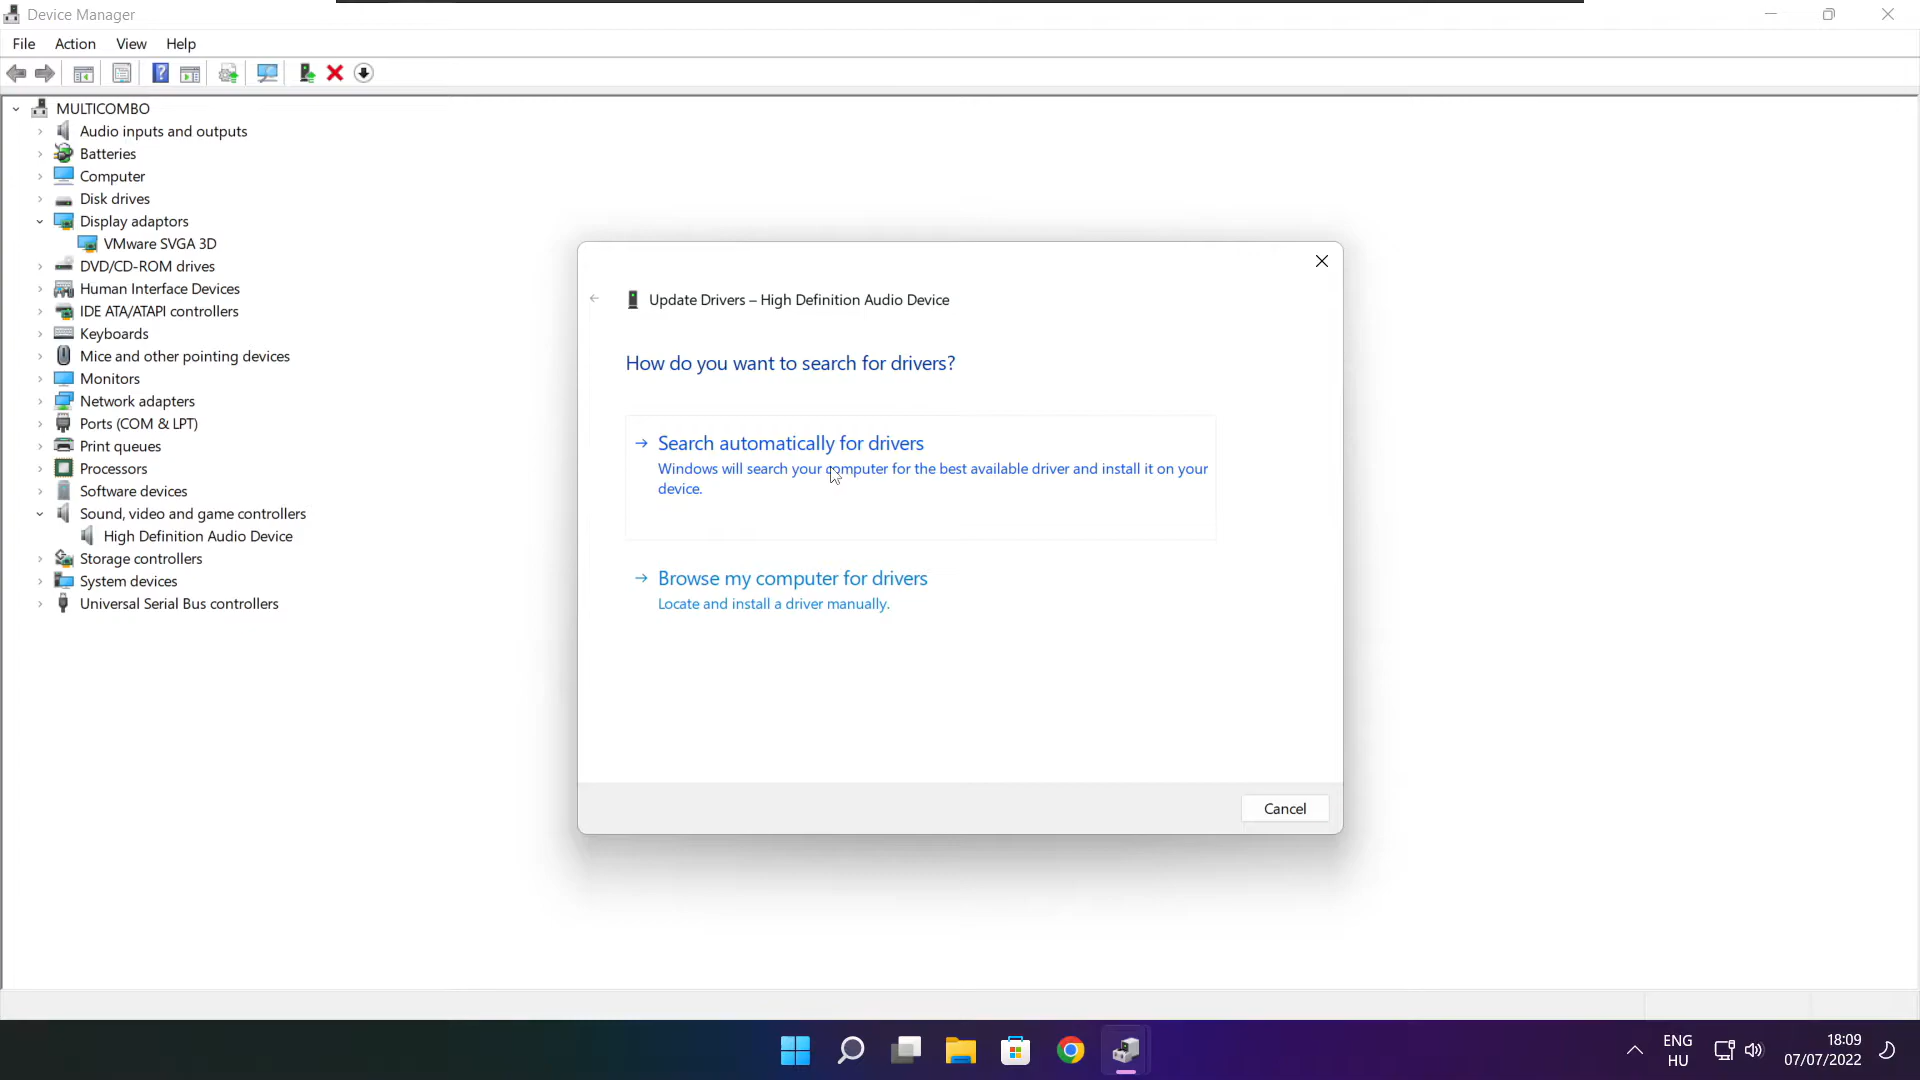 Device Manager
File Action View Help
MULTICOMBO
Audio inputs and outputs
Batteries
Computer
Disk drives
Display adaptors
VMware SVGA 3D
DVD/CD-ROM drives
Human Interface Devices
IDE ATA/ATAPI controllers
Keyboards
Mice and other pointing devices
Monitors
Network adapters
Ports (COM & LPT)
Print queues
Processors
Software devices
Sound, video and game controllers
High Definition Audio Device
Storage controllers
System devices
Universal Serial Bus controllers
Update Drivers – High Definition Audio Device
How do you want to search for drivers?
Search automatically for drivers
Windows will search your computer for the best available driver and install it on your
device.
Browse my computer for drivers
Locate and install a driver manually.
Cancel
ENG
HU
18:09
07/07/2022